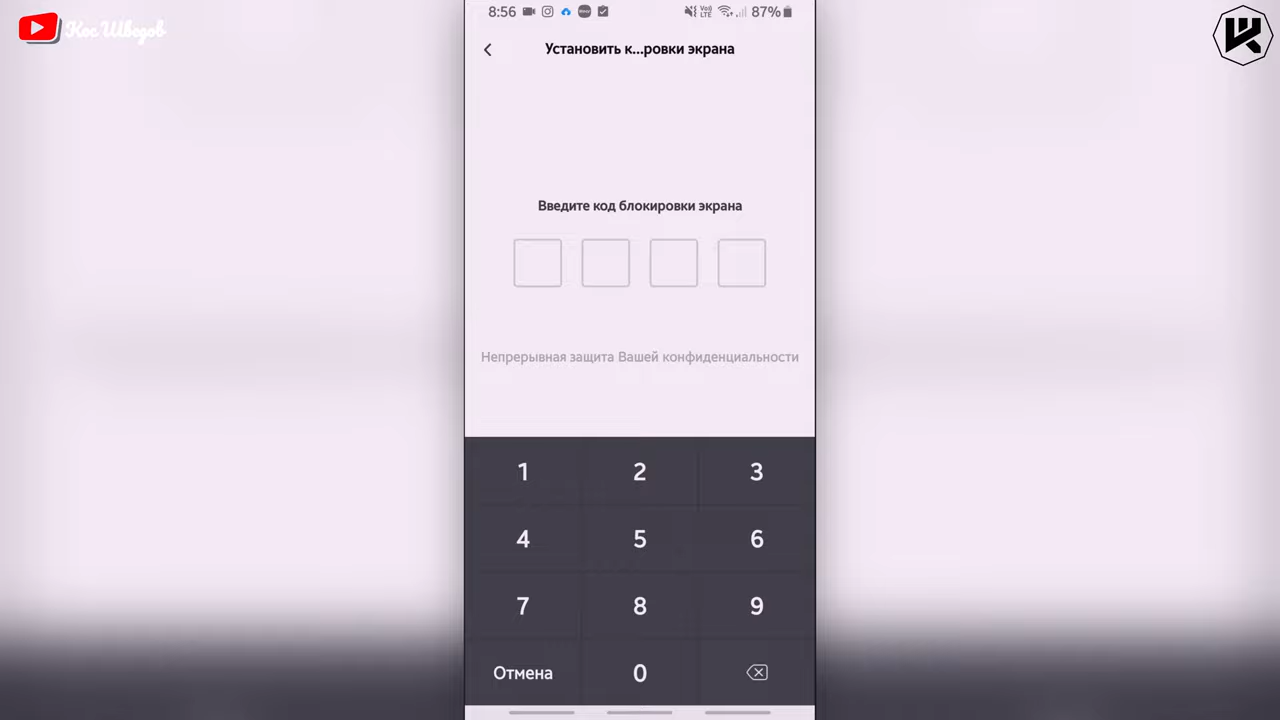 Кос Шведов
8:56
VoLTE 87%
Установить к...ровки экрана
Введите код блокировки экрана
Непрерывная защита Вашей конфиденциальности
1 2 3
4 5 6
7 8 9
Отмена 0